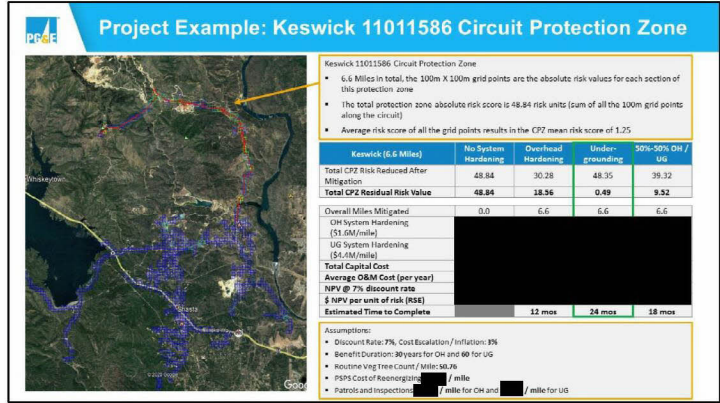 PG&E
Project Example: Keswick 11011586 Circuit Protection Zone
Keswick 11011586 Circuit Protection Zone
▪ 6.6 Miles in total, the 100m X 100m grid points are the absolute risk values for each section of
this protection zone
▪ The total protection zone absolute risk score is 48.84 risk units (sum of all the 100m grid points
along the circuit)
▪ Average risk score of all the grid points results in the CPZ mean risk score of 1.25
Keswick (6.6 Miles) No System Hardening Overhead Hardening Under-grounding 50%-50% OH / UG
Total CPZ Risk Reduced After Mitigation 48.84 30.28 48.35 39.32
Total CPZ Residual Risk Value 48.84 18.56 0.49 9.52
Overall Miles Mitigated 0.0 6.6 6.6 6.6
OH System Hardening
($1.6M/mile)
UG System Hardening
($4.4M/mile)
Total Capital Cost
Average O&M Cost (per year)
NPV @ 7% discount rate
$ NPV per unit of risk (RSE)
Estimated Time to Complete 12 mos 24 mos 18 mos
Assumptions:
▪ Discount Rate: 7%, Cost Escalation / Inflation: 3%
▪ Benefit Duration: 30 years for OH and 60 for UG
▪ Routine Veg Tree Count / Mile: 50.76
▪ PSPS Cost of Reenergizing / mile
▪ Patrols and Inspections / mile for OH and / mile for UG
Whiskeytown
Shasta
Goog